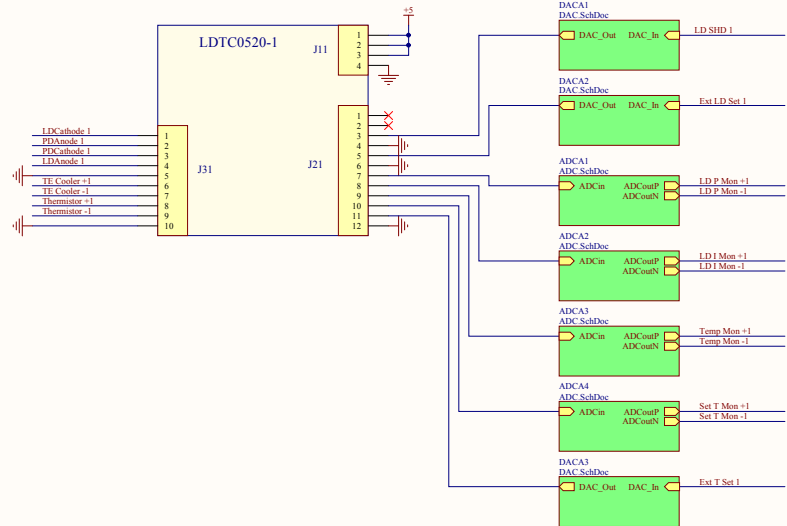 +5
LDTC0520-1
J11
1
2
3
4
J31
1
2
3
4
5
6
7
8
9
10
LDCathode 1
PDAnode 1
PDCathode 1
LDAnode 1
TE Cooler +1
TE Cooler -1
Thermistor +1
Thermistor -1
J21
1
2
3
4
5
6
7
8
9
10
11
12
DACA1
DAC.SchDoc
DAC_Out DAC_In
LD SHD 1
DACA2
DAC.SchDoc
DAC_Out DAC_In
Ext LD Set 1
ADCA1
ADC.SchDoc
ADCin ADCoutP
ADCoutN
LD P Mon +1
LD P Mon -1
ADCA2
ADC.SchDoc
ADCin ADCoutP
ADCoutN
LD I Mon +1
LD I Mon -1
ADCA3
ADC.SchDoc
ADCin ADCoutP
ADCoutN
Temp Mon +1
Temp Mon -1
ADCA4
ADC.SchDoc
ADCin ADCoutP
ADCoutN
Set T Mon +1
Set T Mon -1
DACA3
DAC.SchDoc
DAC_Out DAC_In
Ext T Set 1